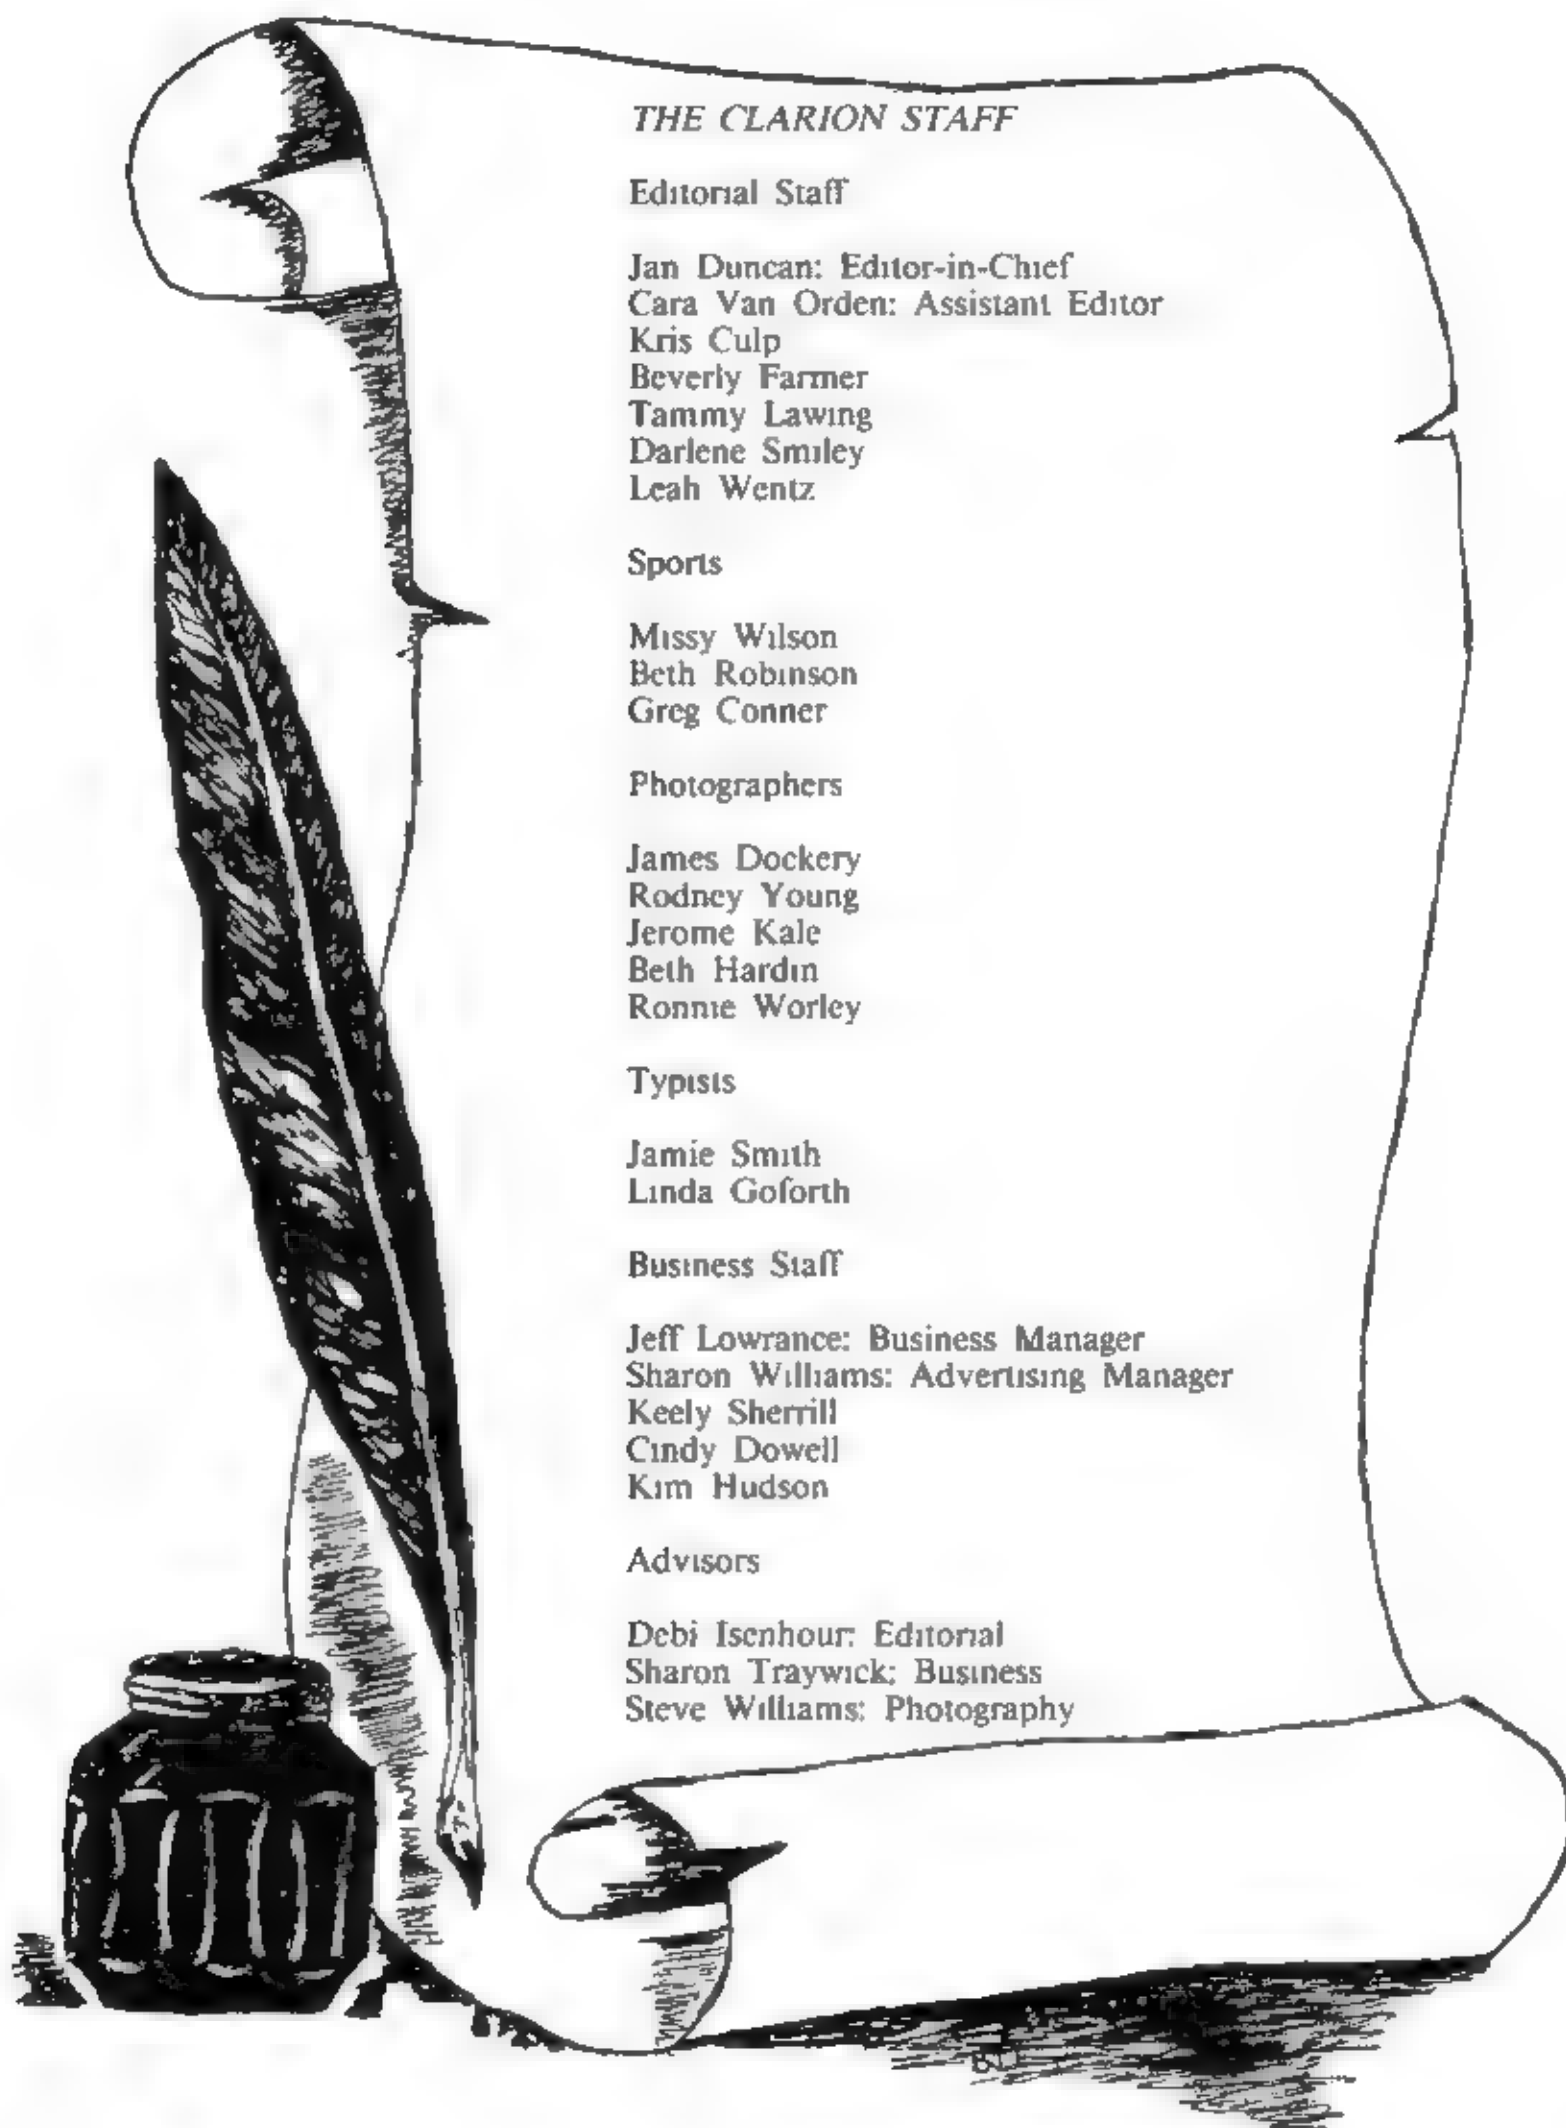 THE CLARION STAFF
Editorial Staff
Jan Duncan: Editor-in-Chief
Cara Van Orden: Assistant Editor
Kris Culp
Beverly Farmer
Tammy Lawing
Darlene Smiley
Leah Wentz
Sports
Missy Wilson
Beth Robinson
Greg Conner
Photographers
James Dockery
Rodney Young
Jerome Kale
Beth Hardin
Ronnie Worley
Typists
Jamie Smith
Linda Goforth
Business Staff
Jeff Lowrance: Business Manager
Sharon Williams: Advertising Manager
Keely Sherrill
Cindy Dowell
Kim Hudson
Advisors
Debi Isenhour: Editorial
Sharon Traywick: Business
Steve Williams: Photography